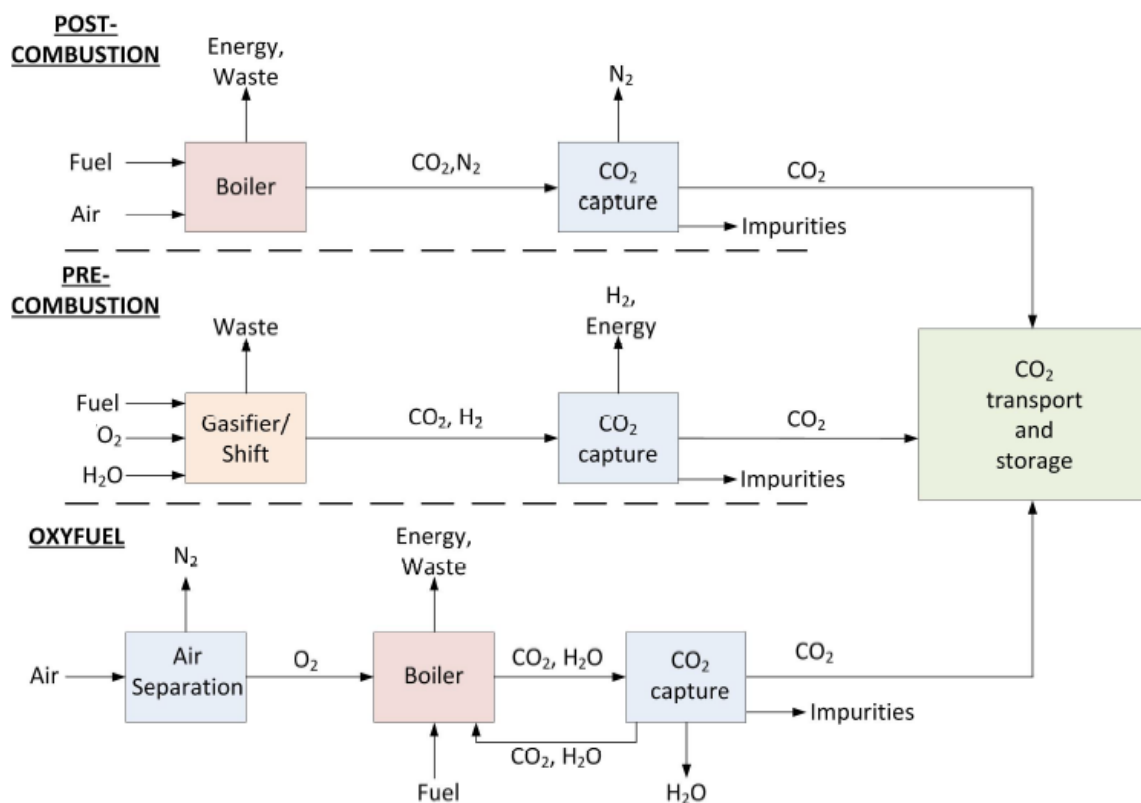 POST-
COMBUSTION
Energy,
Waste
N₂
Fuel
Air
Boiler
CO₂,N₂
CO₂
capture
CO₂
Impurities
PRE-
COMBUSTION
Waste
H₂,
Energy
Fuel
O₂
H₂O
Gasifier/
Shift
CO₂, H₂
CO₂
capture
CO₂
Impurities
CO₂
transport
and
storage
OXYFUEL
N₂
Energy,
Waste
Air
Air
Separation
O₂
Boiler
CO₂, H₂O
CO₂
capture
CO₂
Impurities
CO₂, H₂O
Fuel
H₂O